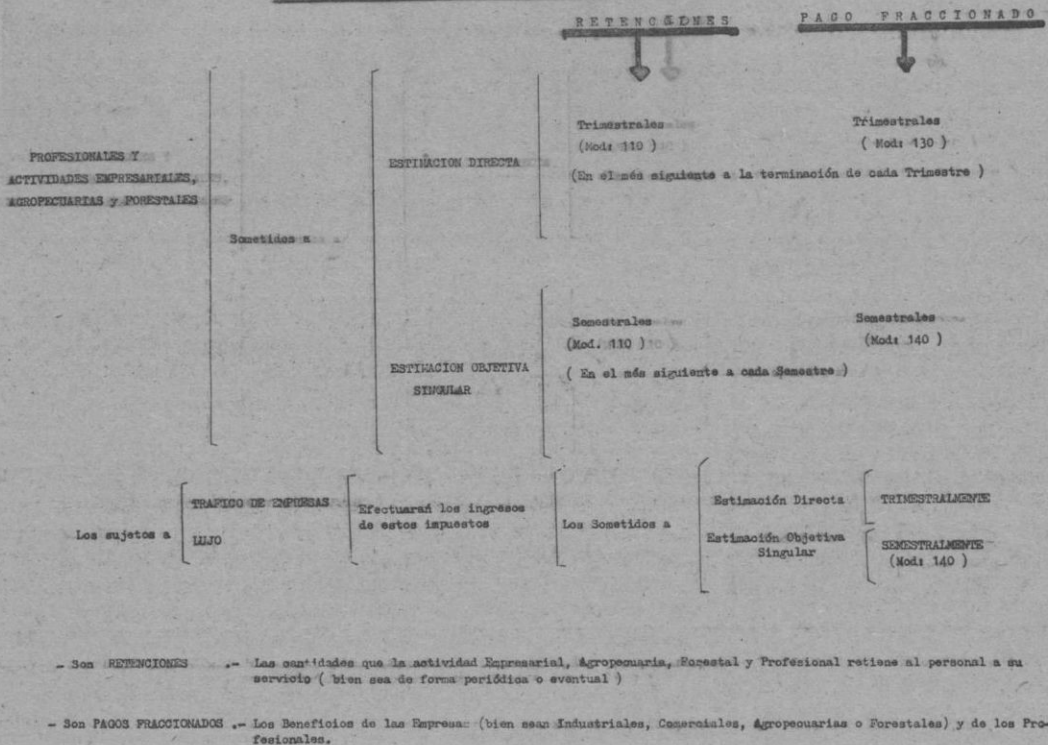 RETENCIONES
PAGO FRACCIONADO
PROFESIONALES Y
ACTIVIDADES EMPRESARIALES,
AGROPECUARIAS y FORESTALES
Sometidos a
ESTIMACION DIRECTA
Trimestrales
(Mod: 110 )
Trimestrales
( Mod: 130 )
(En el més siguiente a la terminación de cada Trimestre )
ESTIMACION OBJETIVA
SINGULAR
Semestrales
(Mod. 110 )
Semestrales
(Mod: 140 )
( En el més siguiente a cada Semestre )
Los sujetos a
TRAFICO DE EMPRESAS
LUJO
Efectuarán los ingresos
de estos impuestos
Los Sometidos a
Estimación Directa
TRIMESTRALMENTE
Estimación Objetiva
Singular
SEMESTRALMENTE
(Mod: 140 )
- Son RETENCIONES .- Las cantidades que la actividad Empresarial, Agropecuaria, Forestal y Profesional retiene al personal a su
servicio ( bien sea de forma periódica o eventual )
- Son PAGOS FRACCIONADOS .- Los Beneficios de las Empresas (bien sean Industriales, Comerciales, Agropecuarias o Forestales) y de los Pro-
fesionales.